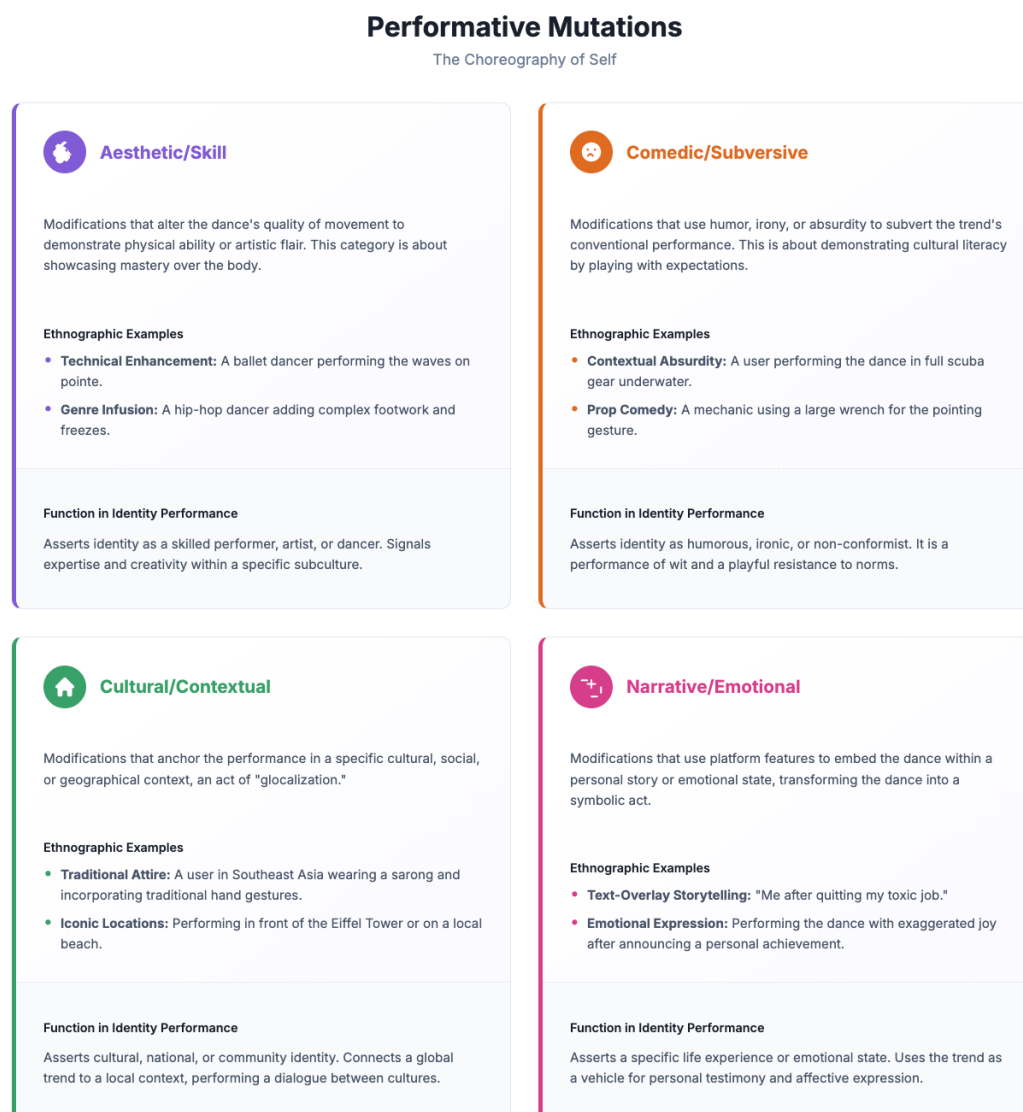 Performative Mutations
The Choreography of Self
Aesthetic/Skill
Modifications that alter the dance's quality of movement to
demonstrate physical ability or artistic flair. This category is about
showcasing mastery over the body.
Ethnographic Examples
• Technical Enhancement: A ballet dancer performing the waves on
pointe.
• Genre Infusion: A hip-hop dancer adding complex footwork and
freezes.
Function in Identity Performance
Asserts identity as a skilled performer, artist, or dancer. Signals
expertise and creativity within a specific subculture.
Comedic/Subversive
Modifications that use humor, irony, or absurdity to subvert the trend's
conventional performance. This is about demonstrating cultural literacy
by playing with expectations.
Ethnographic Examples
• Contextual Absurdity: A user performing the dance in full scuba
gear underwater.
• Prop Comedy: A mechanic using a large wrench for the pointing
gesture.
Function in Identity Performance
Asserts identity as humorous, ironic, or non-conformist. It is a
performance of wit and a playful resistance to norms.
Cultural/Contextual
Modifications that anchor the performance in a specific cultural, social,
or geographical context, an act of "glocalization."
Ethnographic Examples
• Traditional Attire: A user in Southeast Asia wearing a sarong and
incorporating traditional hand gestures.
• Iconic Locations: Performing in front of the Eiffel Tower or on a local
beach.
Function in Identity Performance
Asserts cultural, national, or community identity. Connects a global
trend to a local context, performing a dialogue between cultures.
Narrative/Emotional
Modifications that use platform features to embed the dance within a
personal story or emotional state, transforming the dance into a
symbolic act.
Ethnographic Examples
• Text-Overlay Storytelling: "Me after quitting my toxic job."
• Emotional Expression: Performing the dance with exaggerated joy
after announcing a personal achievement.
Function in Identity Performance
Asserts a specific life experience or emotional state. Uses the trend as
a vehicle for personal testimony and affective expression.